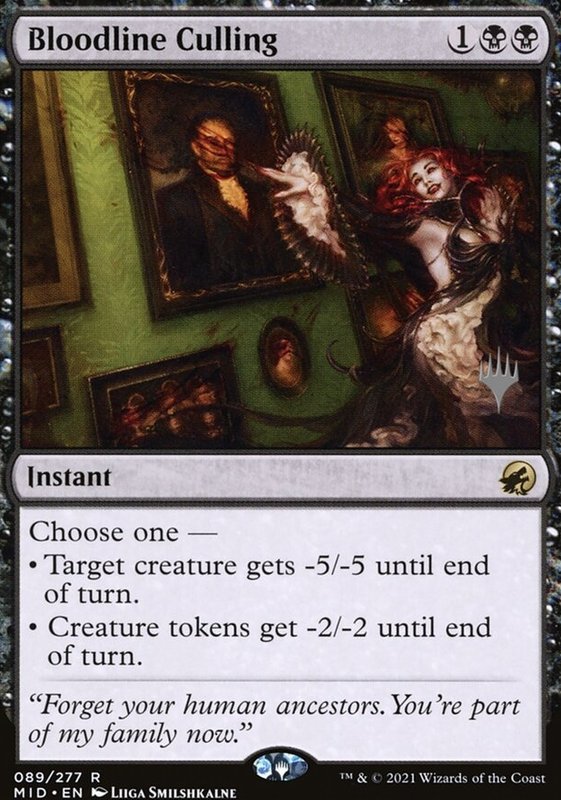 Bloodline Culling 1
Instant
Choose one —
• Target creature gets -5/-5 until end
of turn.
• Creature tokens get -2/-2 until end
of turn.
“Forget your human ancestors. You’re part
of my family now.”
089/277 R
MID • EN LIIGA SMILSHKALNE
™ & © 2021 Wizards of the Coast